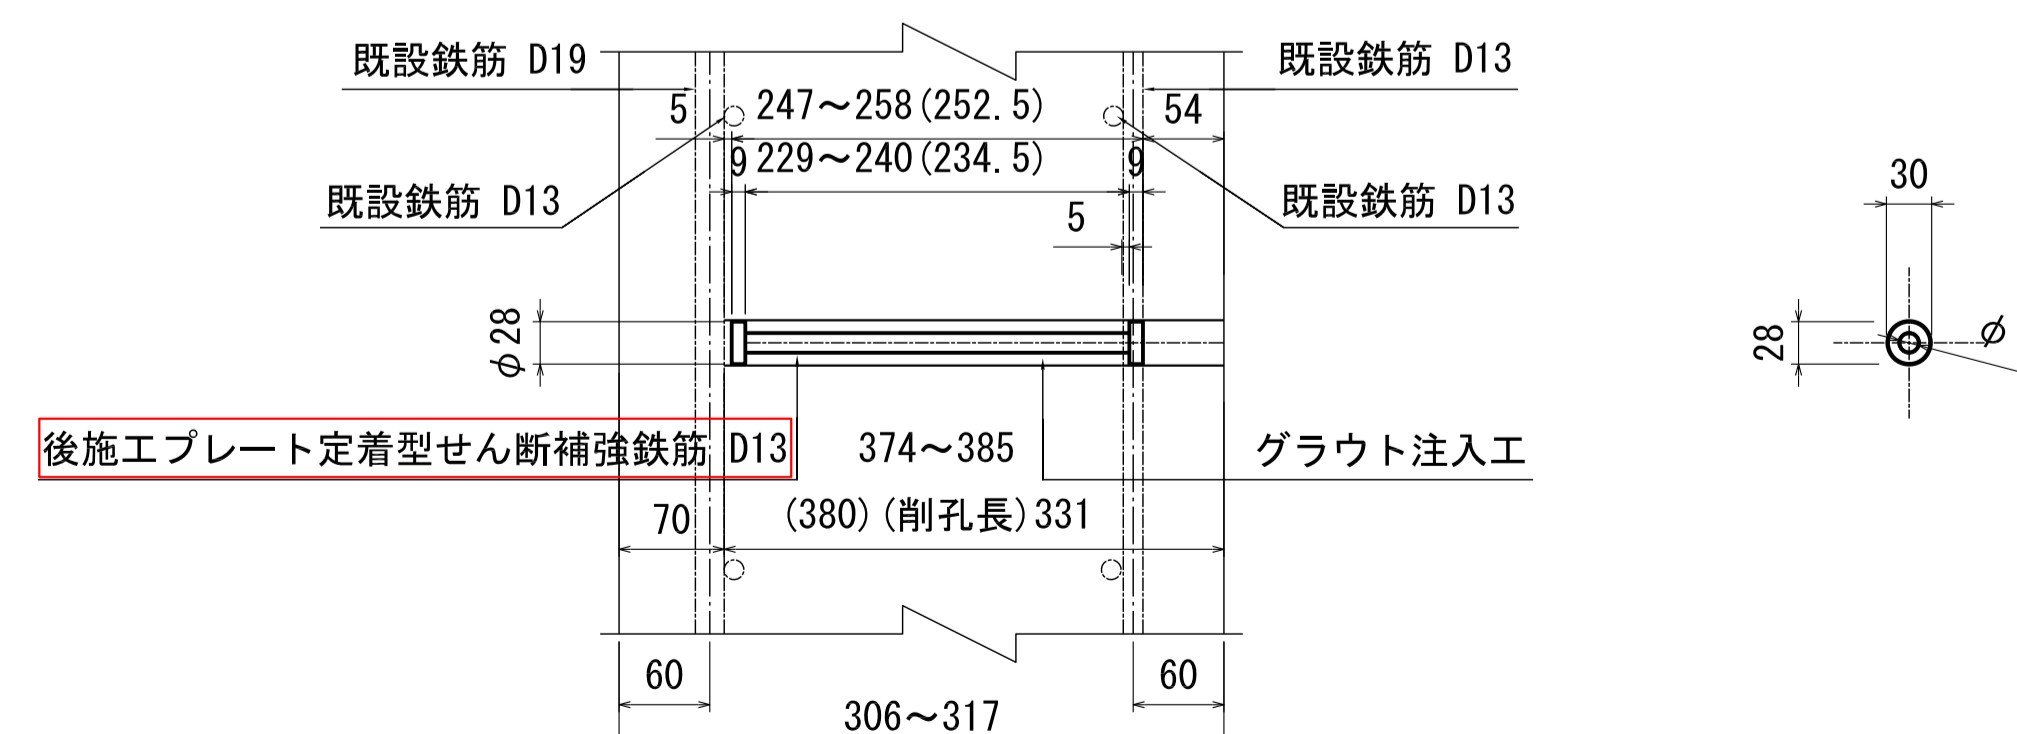 既設鉄筋 D19
既設鉄筋 D13
5
247～258(252.5)
54
9
229～240(234.5)
9
既設鉄筋 D13
既設鉄筋 D13
5
30
φ28
28
φ
後施工プレート定着型せん断補強鉄筋 D13
374～385
グラウト注入工
70
(380)(削孔長)331
60
60
306～317